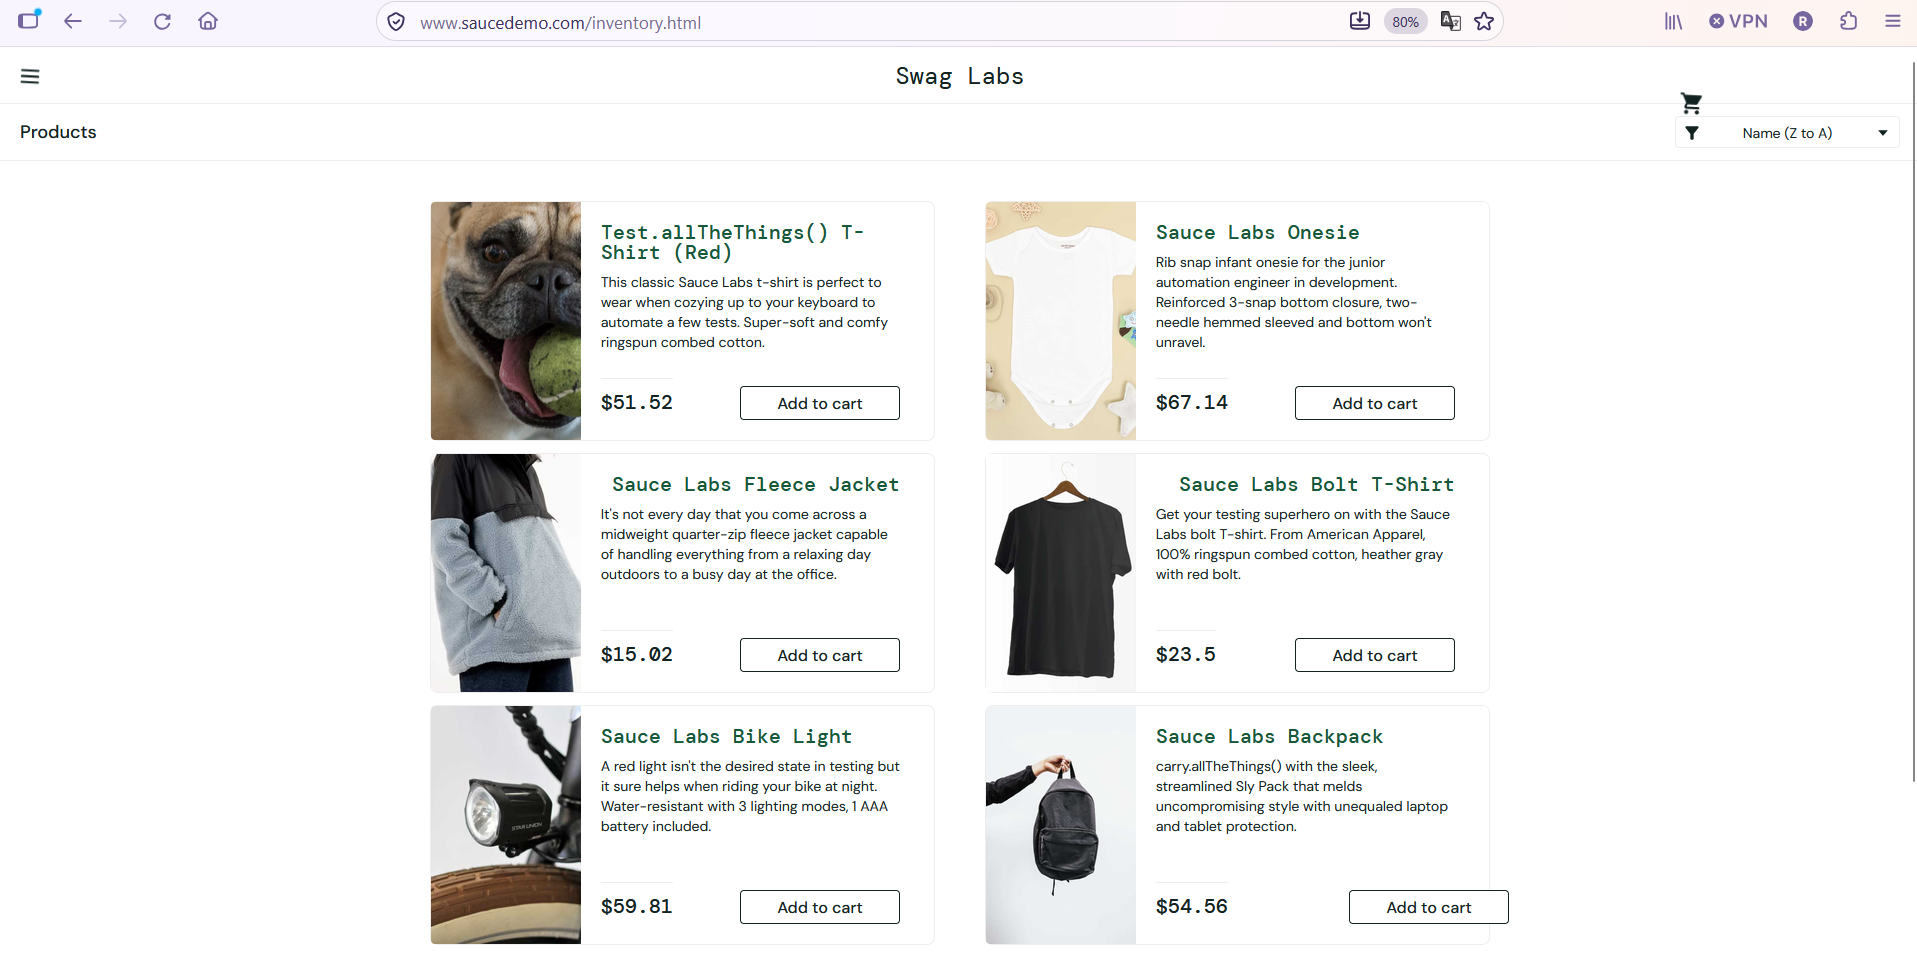 www.saucedemo.com/inventory.html
80%
VPN
R
Swag Labs
Products
Name (Z to A)
Test.allTheThings() T-
Shirt (Red)
This classic Sauce Labs t-shirt is perfect to
wear when cozying up to your keyboard to
automate a few tests. Super-soft and comfy
ringspun combed cotton.
$51.52
Add to cart
Sauce Labs Onesie
Rib snap infant onesie for the junior
automation engineer in development.
Reinforced 3-snap bottom closure, two-
needle hemmed sleeved and bottom won't
unravel.
$67.14
Add to cart
Sauce Labs Fleece Jacket
It's not every day that you come across a
midweight quarter-zip fleece jacket capable
of handling everything from a relaxing day
outdoors to a busy day at the office.
$15.02
Add to cart
Sauce Labs Bolt T-Shirt
Get your testing superhero on with the Sauce
Labs bolt T-shirt. From American Apparel,
100% ringspun combed cotton, heather gray
with red bolt.
$23.5
Add to cart
Sauce Labs Bike Light
A red light isn't the desired state in testing but
it sure helps when riding your bike at night.
Water-resistant with 3 lighting modes, 1 AAA
battery included.
STAR UNION
$59.81
Add to cart
Sauce Labs Backpack
carry.allTheThings() with the sleek,
streamlined Sly Pack that melds
uncompromising style with unequaled laptop
and tablet protection.
$54.56
Add to cart